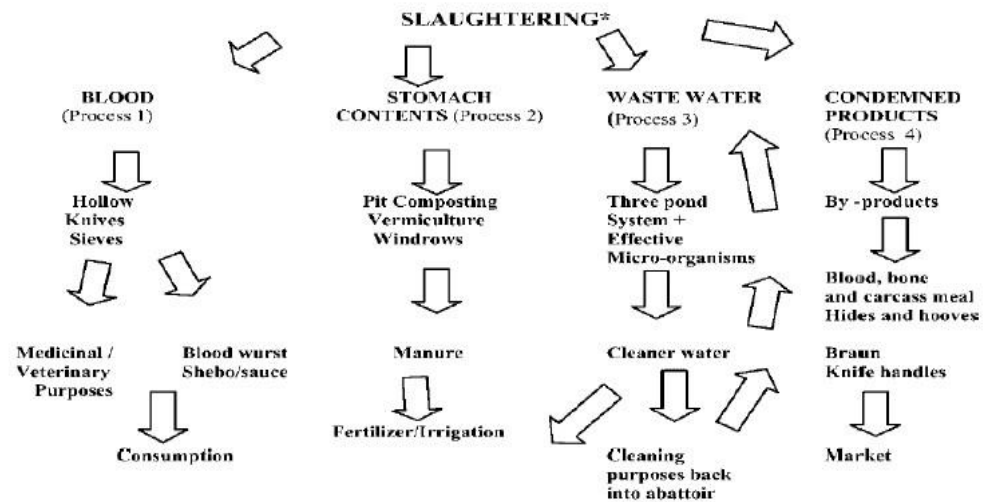 SLAUGHTERING*
BLOOD
(Process 1)
STOMACH
CONTENTS (Process 2)
WASTE WATER
(Process 3)
CONDEMNED
PRODUCTS
(Process 4)
Hollow
Knives
Sieves
Pit Composting
Vermiculture
Windrows
Three pond
System +
Effective
Micro-organisms
By -products
Blood, bone
and carcass meal
Hides and hooves
Medicinal /
Veterinary
Purposes
Blood wurst
Shebo/sauce
Manure
Cleaner water
Braun
Knife handles
Consumption
Fertilizer/Irrigation
Cleaning
purposes back
into abattoir
Market